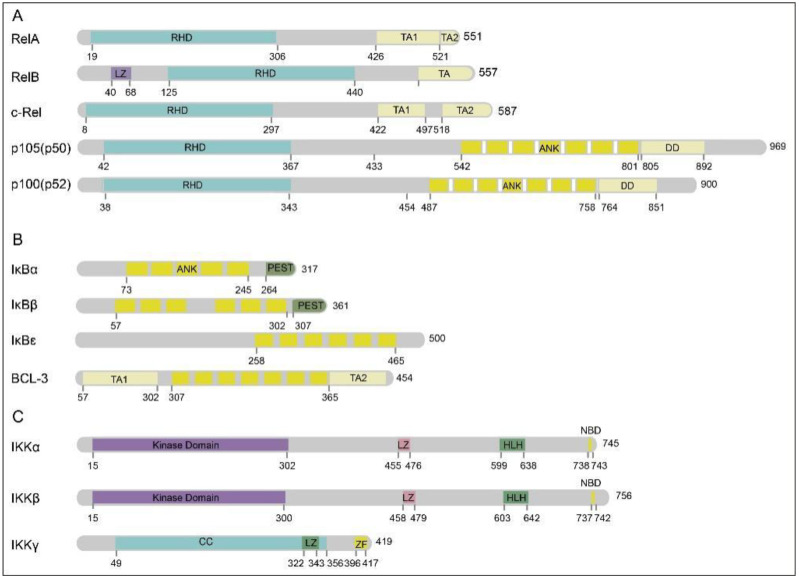 A
RelA RHD TA1 TA2 551
19 306 426 521
RelB LZ RHD TA 557
40 68 125 440
c-Rel RHD TA1 TA2 587
8 297 422 497 518
p105(p50) RHD ANK DD 969
42 367 433 542 801 805 892
p100(p52) RHD ANK DD 900
38 343 454 487 758 764 851
B
IκBα ANK PEST 317
73 245 264
IκBβ PEST 361
57 302 307
IκBε 500
258 465
BCL-3 TA1 TA2 454
57 302 307 365
C
NBD
IKKα Kinase Domain LZ HLH 745
15 302 455 476 599 638 738 743
NBD
IKKβ Kinase Domain LZ HLH 756
15 300 458 479 603 642 737 742
IKKγ CC LZ ZF 419
49 322 343 356 396 417